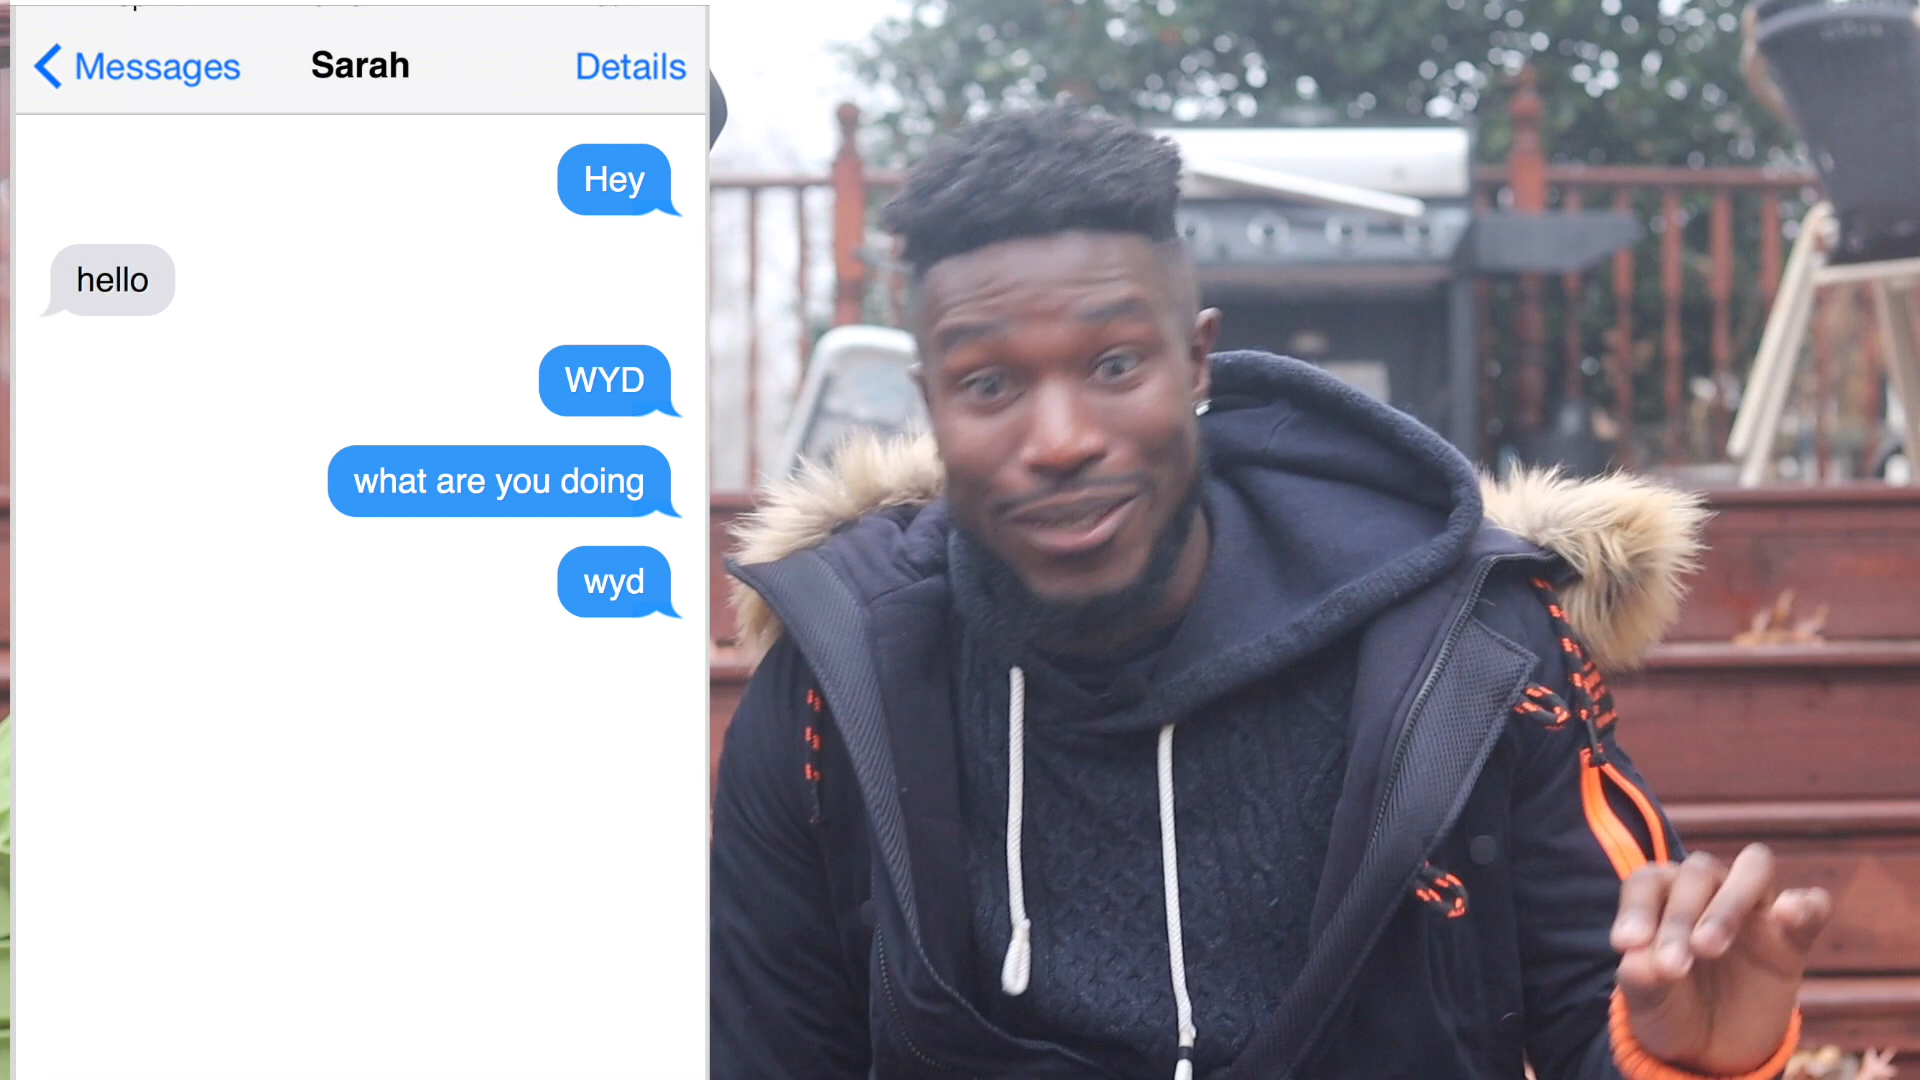 Messages Sarah Details
Hey
hello
WYD
what are you doing
wyd